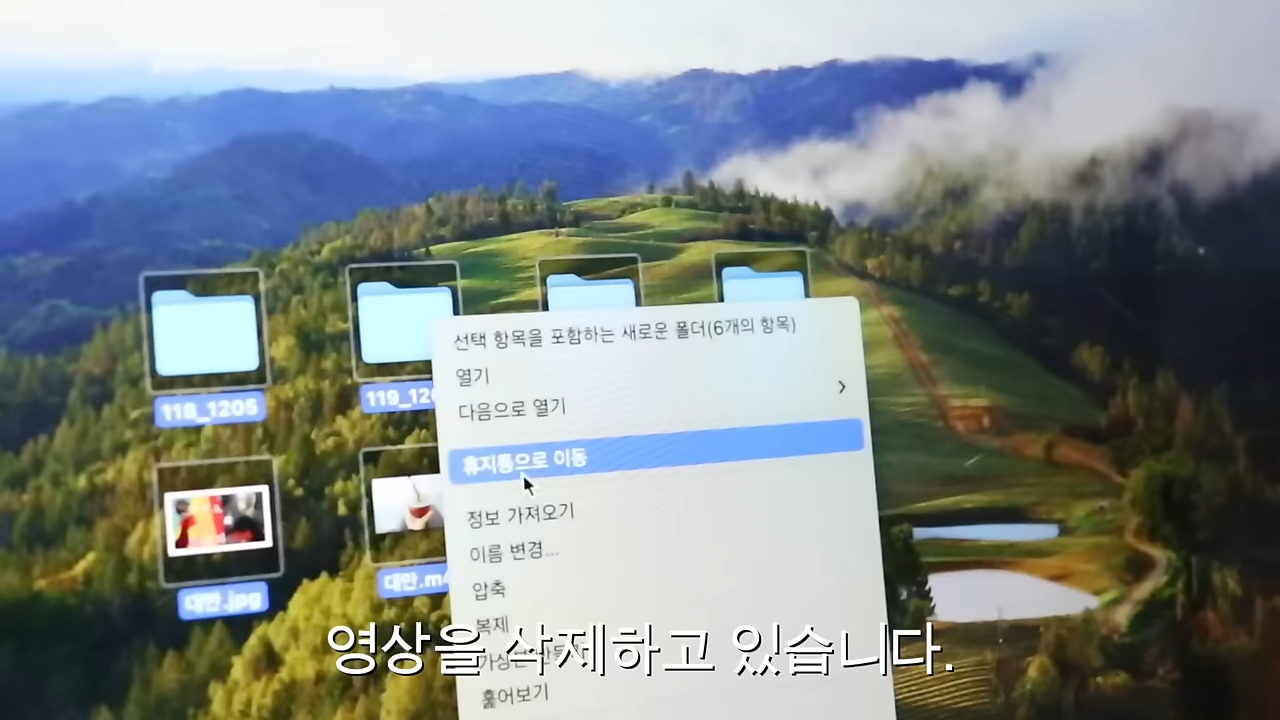 선택 항목을 포함하는 새로운 폴더(6개의 항목)
열기
다음으로 열기
118_1205
휴지통으로 이동
정보 가져오기
이름 변경...
대만.jpg
압축
복제
영상을 삭제하고 있습니다.
훑어보기